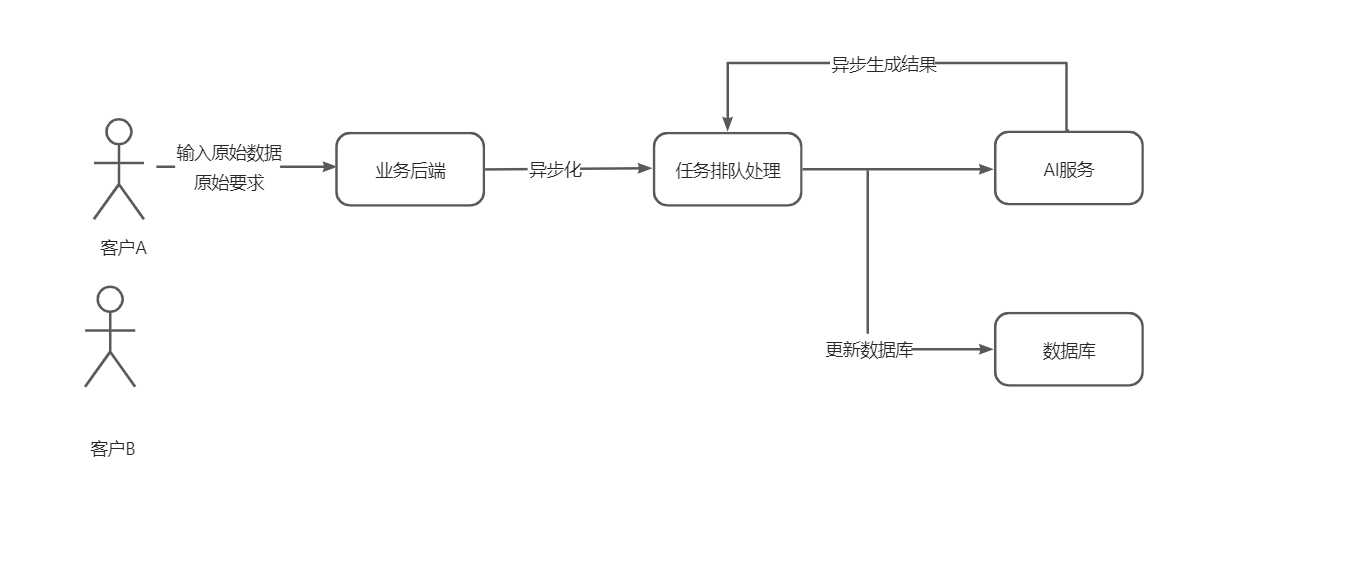 异步生成结果
输入原始数据
原始要求
业务后端
异步化
任务排队处理
AI服务
客户A
更新数据库
数据库
客户B